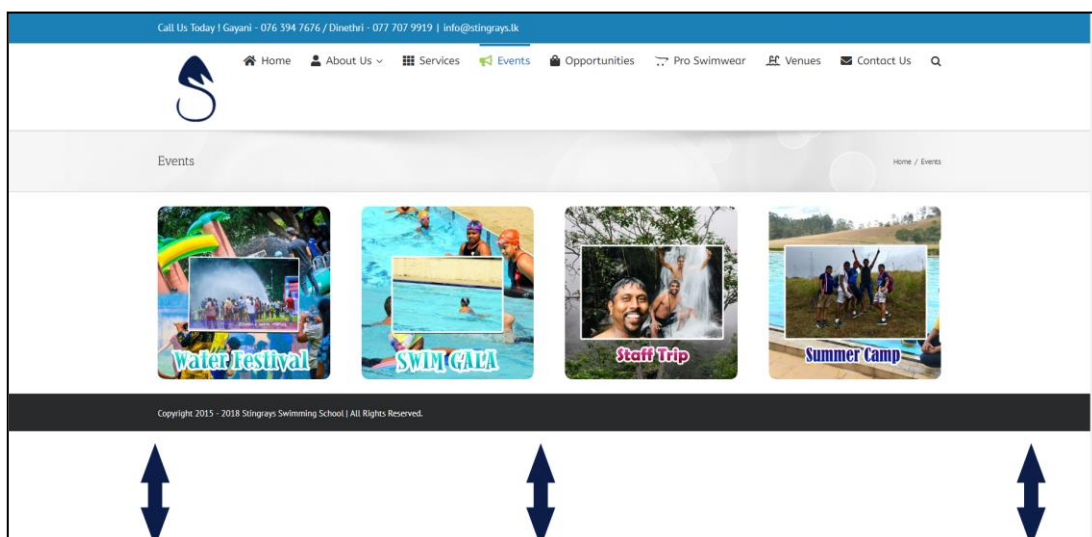 Call Us Today ! Gayani - 076 394 7676 / Dinethri - 077 707 9919 | info@stingrays.lk
Home About Us Services Events Opportunities Pro Swimwear Venues Contact Us
Events
Home / Events
Water Festival
SWIM GALA
Staff Trip
Summer Camp
Copyright 2015 - 2018 Stingrays Swimming School | All Rights Reserved.